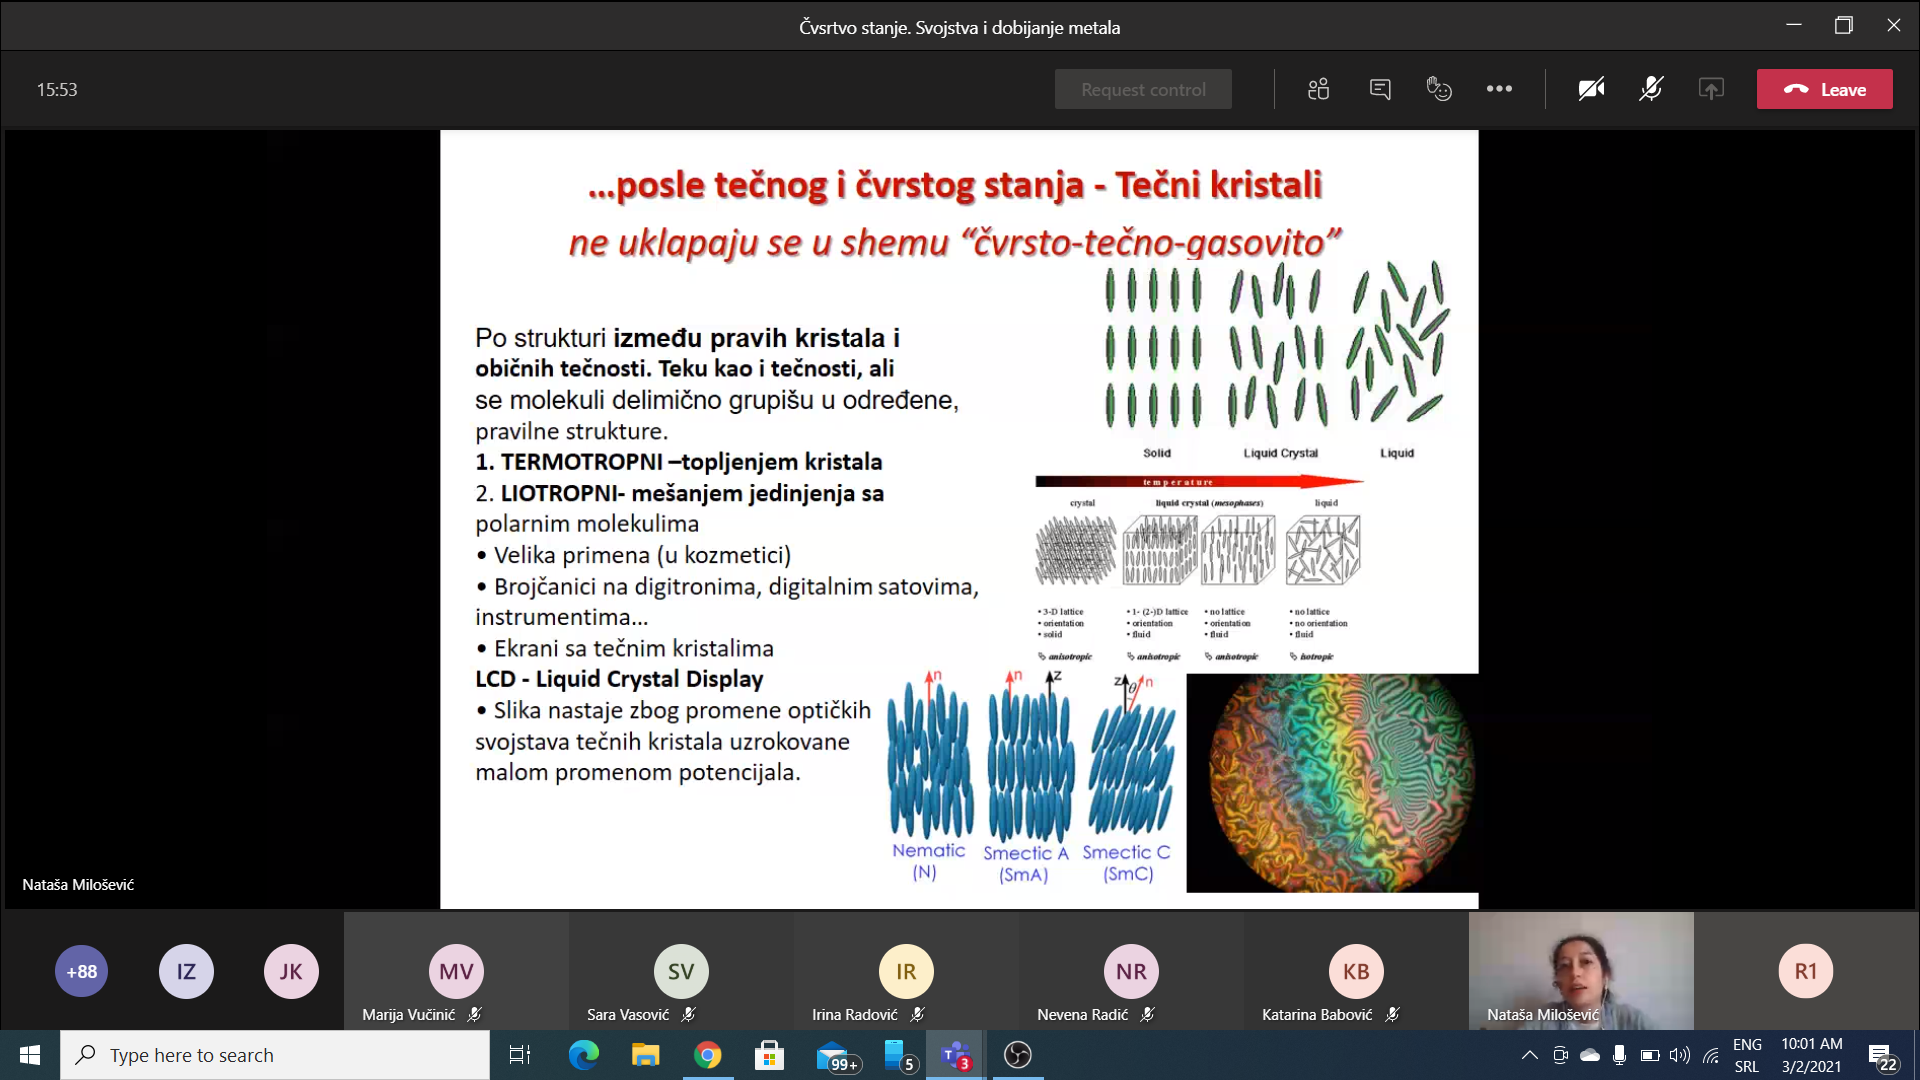 Čvsrtvo stanje. Svojstva i dobijanje metala
15:53
Request control
Leave
...posle tečnog i čvrstog stanja - Tečni kristali
ne uklapaju se u shemu “čvrsto-tečno-gasovito”
Po strukturi između pravih kristala i
običnih tečnosti. Teku kao i tečnosti, ali
se molekuli delimično grupišu u određene,
pravilne strukture.
1. TERMOTROPNI –topljenjem kristala
2. LIOTROPNI- mešanjem jedinjenja sa
polarnim molekulima
• Velika primena (u kozmetici)
• Brojčanici na digitronima, digitalnim satovima,
instrumentima...
• Ekrani sa tečnim kristalima
LCD - Liquid Crystal Display
• Slika nastaje zbog promene optičkih
svojstava tečnih kristala uzrokovane
malom promenom potencijala.
Solid Liquid Crystal Liquid
temperature
crystal liquid crystal (mesophases) liquid
• 3-D lattice
• orientation
• solid
anisotropic
• 1- (2-)D lattice
• orientation
• fluid
anisotropic
• no lattice
• orientation
• fluid
anisotropic
• no lattice
• no orientation
• fluid
isotropic
n n z z θ n
Nematic
(N)
Smectic A
(SmA)
Smectic C
(SmC)
Nataša Milošević
+88 IZ JK MV SV IR NR KB R1
Marija Vučinić Sara Vasović Irina Radović Nevena Radić Katarina Babović Nataša Milošević
Type here to search
99+
5
3
ENG
SRL
10:01 AM
3/2/2021
22